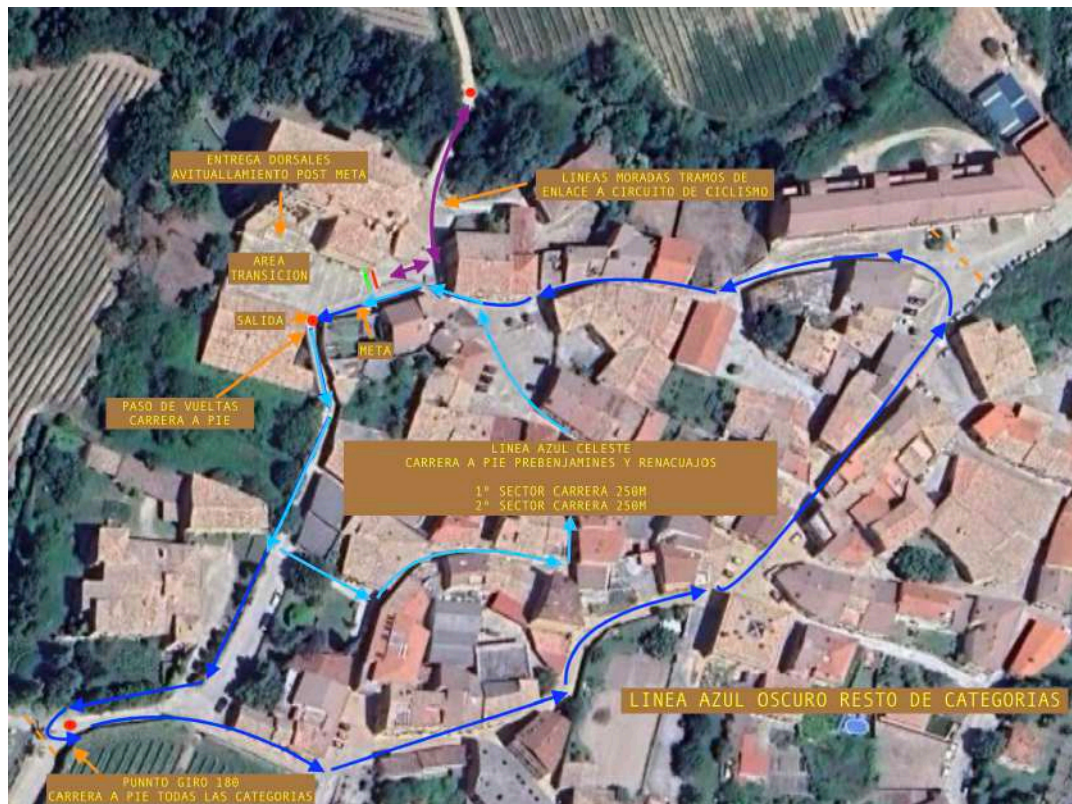 ENTREGA DORSALES
AVITUALLAMIENTO POST META
LINEAS MORADAS TRAMOS DE
ENLACE A CIRCUITO DE CICLISMO
AREA
TRANSICION
SALIDA
META
PASO DE VUELTAS
CARRERA A PIE
LINEA AZUL CELESTE
CARRERA A PIE PREBENJAMINES Y RENACUAJOS
1º SECTOR CARRERA 250M
2º SECTOR CARRERA 250M
LINEA AZUL OSCURO RESTO DE CATEGORIAS
PUNNTO GIRO 180
CARRERA A PIE TODAS LAS CATEGORIAS